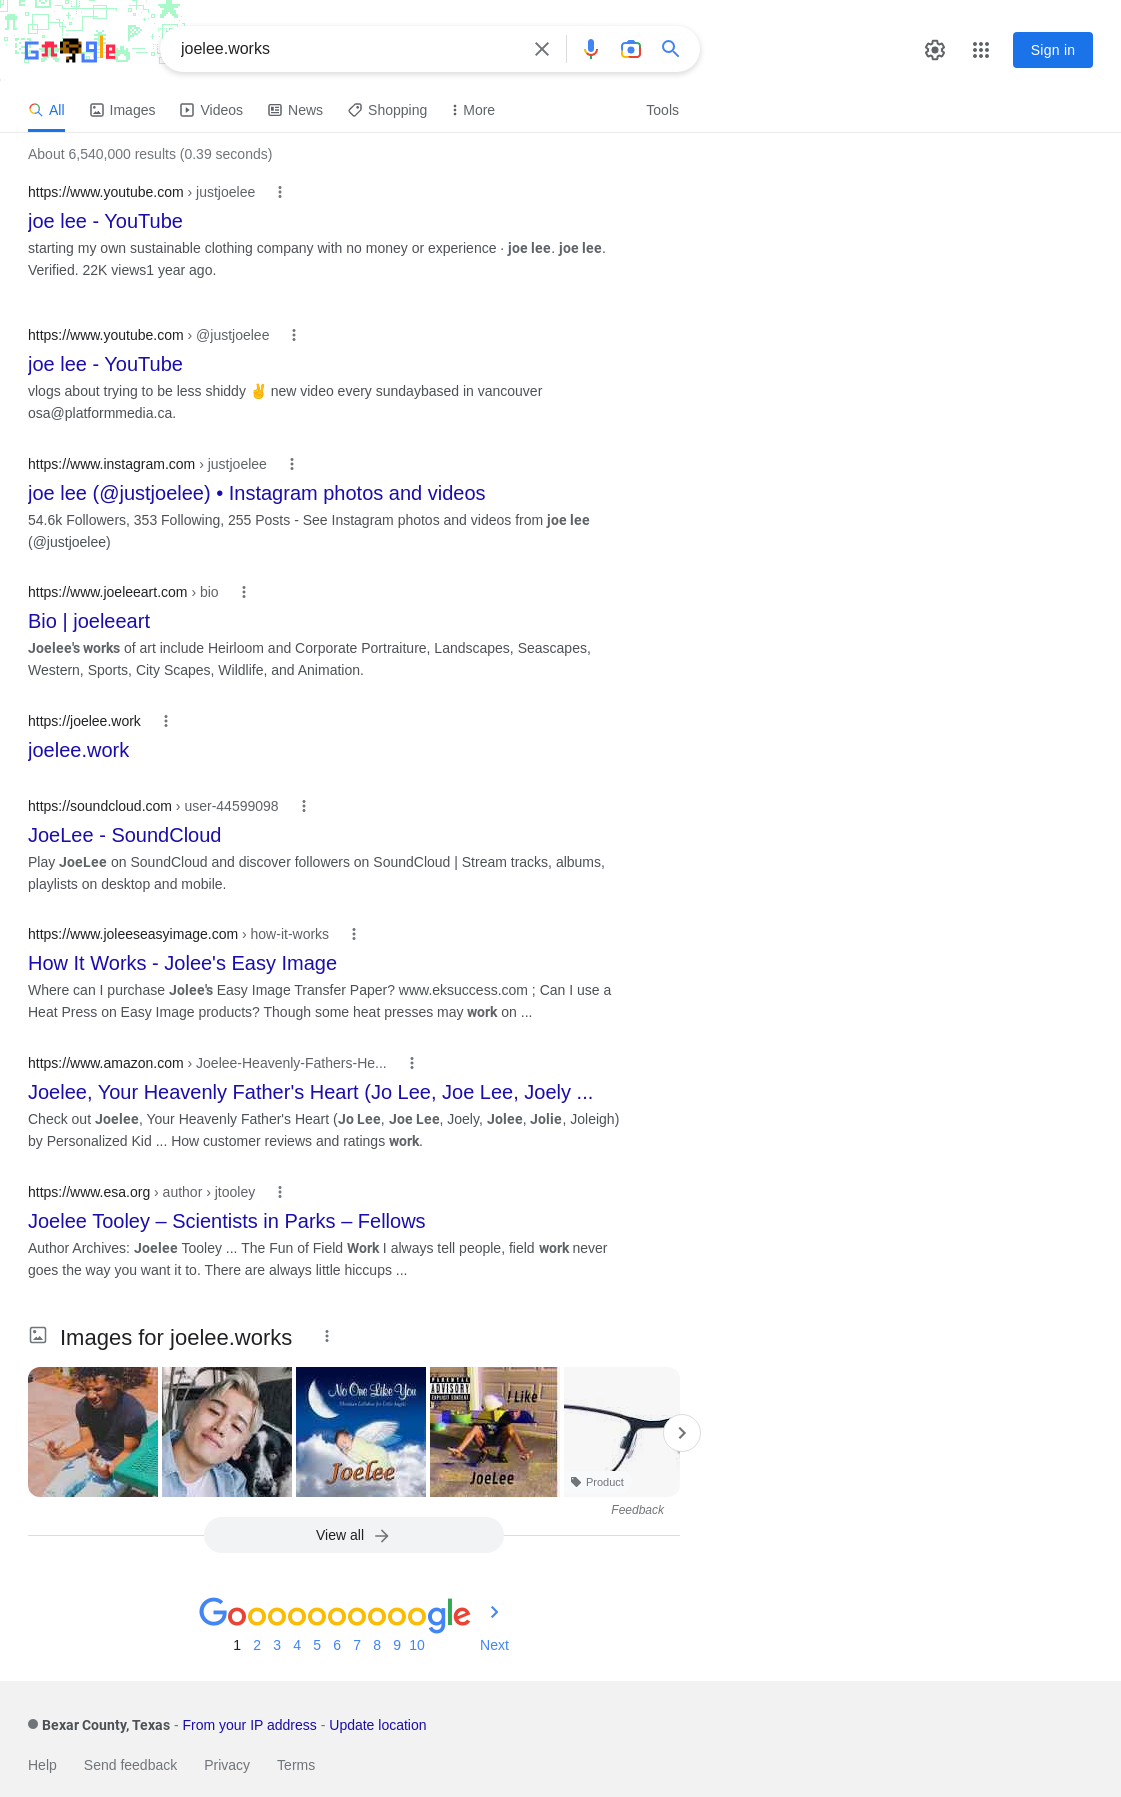 Google
joelee.works
Sign in
All Images Videos News Shopping More Tools
About 6,540,000 results (0.39 seconds)
https://www.youtube.com › justjoelee
joe lee - YouTube
starting my own sustainable clothing company with no money or experience · joe lee. joe lee.
Verified. 22K views1 year ago.
https://www.youtube.com › @justjoelee
joe lee - YouTube
vlogs about trying to be less shiddy ✌️ new video every sundaybased in vancouver
osa@platformmedia.ca.
https://www.instagram.com › justjoelee
joe lee (@justjoelee) • Instagram photos and videos
54.6k Followers, 353 Following, 255 Posts - See Instagram photos and videos from joe lee
(@justjoelee)
https://www.joeleeart.com › bio
Bio | joeleeart
Joelee's works of art include Heirloom and Corporate Portraiture, Landscapes, Seascapes,
Western, Sports, City Scapes, Wildlife, and Animation.
https://joelee.work
joelee.work
https://soundcloud.com › user-44599098
JoeLee - SoundCloud
Play JoeLee on SoundCloud and discover followers on SoundCloud | Stream tracks, albums,
playlists on desktop and mobile.
https://www.joleeseasyimage.com › how-it-works
How It Works - Jolee's Easy Image
Where can I purchase Jolee's Easy Image Transfer Paper? www.eksuccess.com ; Can I use a
Heat Press on Easy Image products? Though some heat presses may work on ...
https://www.amazon.com › Joelee-Heavenly-Fathers-He...
Joelee, Your Heavenly Father's Heart (Jo Lee, Joe Lee, Joely ...
Check out Joelee, Your Heavenly Father's Heart (Jo Lee, Joe Lee, Joely, Jolee, Jolie, Joleigh)
by Personalized Kid ... How customer reviews and ratings work.
https://www.esa.org › author › jtooley
Joelee Tooley – Scientists in Parks – Fellows
Author Archives: Joelee Tooley ... The Fun of Field Work I always tell people, field work never
goes the way you want it to. There are always little hiccups ...
Images for joelee.works
No One Like You
Christian Lullabies for Little Angels
Joelee
PARENTAL
ADVISORY
EXPLICIT CONTENT
I Like
JoeLee
Product
Feedback
View all
Goooooooooogle
1 2 3 4 5 6 7 8 9 10 Next
Bexar County, Texas - From your IP address - Update location
Help Send feedback Privacy Terms